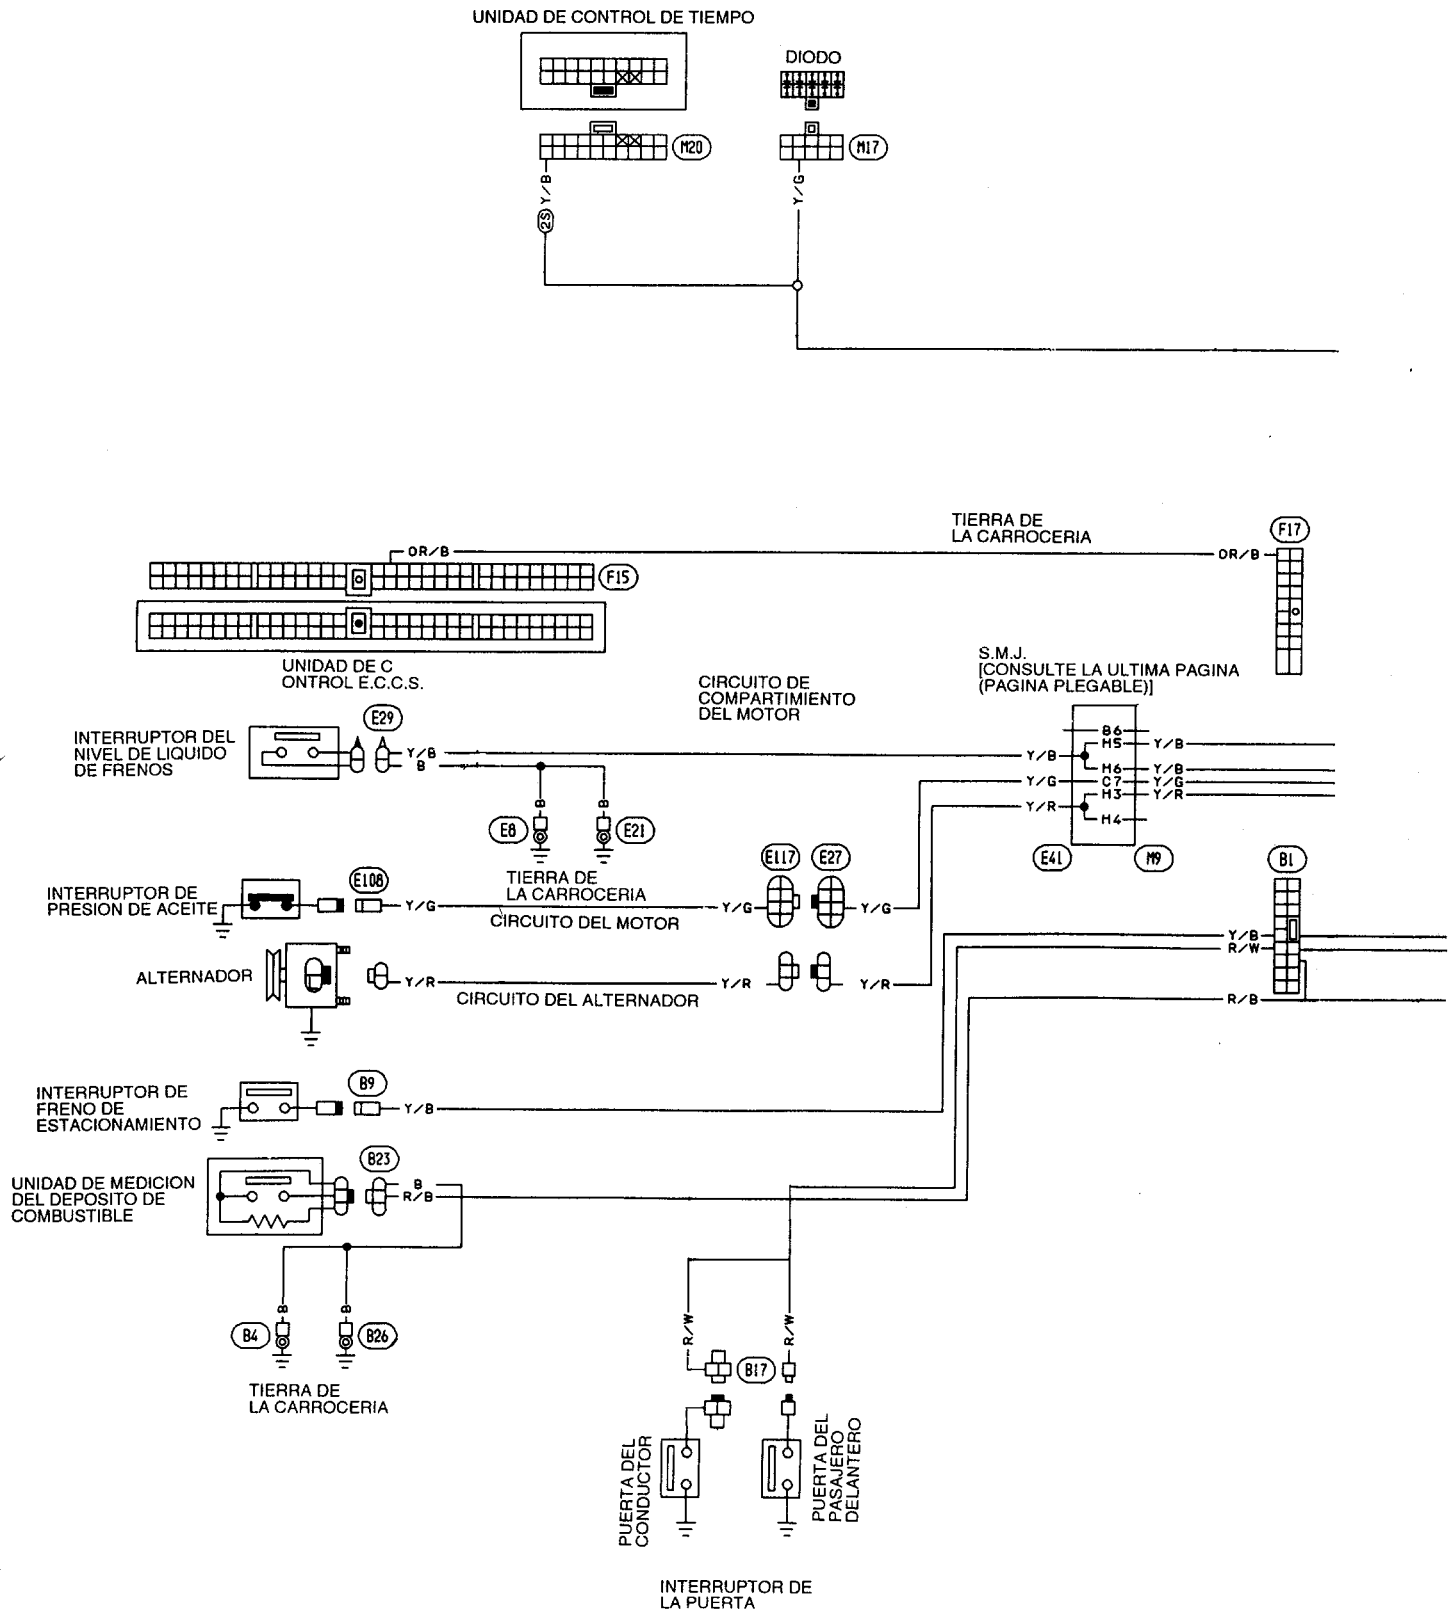 UNIDAD DE CONTROL DE TIEMPO
DIODO
M20
M17
Y/B
2S
Y/G
TIERRA DE
LA CARROCERIA
F17
OR/B
OR/B
F15
UNIDAD DE C
ONTROL E.C.C.S.
S.M.J.
[CONSULTE LA ULTIMA PAGINA
(PAGINA PLEGABLE)]
CIRCUITO DE
COMPARTIMIENTO
DEL MOTOR
E29
INTERRUPTOR DEL
NIVEL DE LIQUIDO
DE FRENOS
Y/B
B
Y/B
Y/G
Y/R
B6
H5 Y/B
H6 Y/B
C7 Y/G
H3 Y/R
H4
B
B
E8
E21
E41
M9
B1
TIERRA DE
LA CARROCERIA
E117
E27
INTERRUPTOR DE
PRESION DE ACEITE
E108
Y/G
CIRCUITO DEL MOTOR
Y/G
Y/G
Y/B
R/W
ALTERNADOR
Y/R
CIRCUITO DEL ALTERNADOR
Y/R
Y/R
R/B
INTERRUPTOR DE
FRENO DE
ESTACIONAMIENTO
B9
Y/B
UNIDAD DE MEDICION
DEL DEPOSITO DE
COMBUSTIBLE
B23
B
R/B
B
B
B4
B26
TIERRA DE
LA CARROCERIA
R/W
R/W
B17
PUERTA DEL
CONDUCTOR
PUERTA DEL
PASAJERO
DELANTERO
INTERRUPTOR DE
LA PUERTA